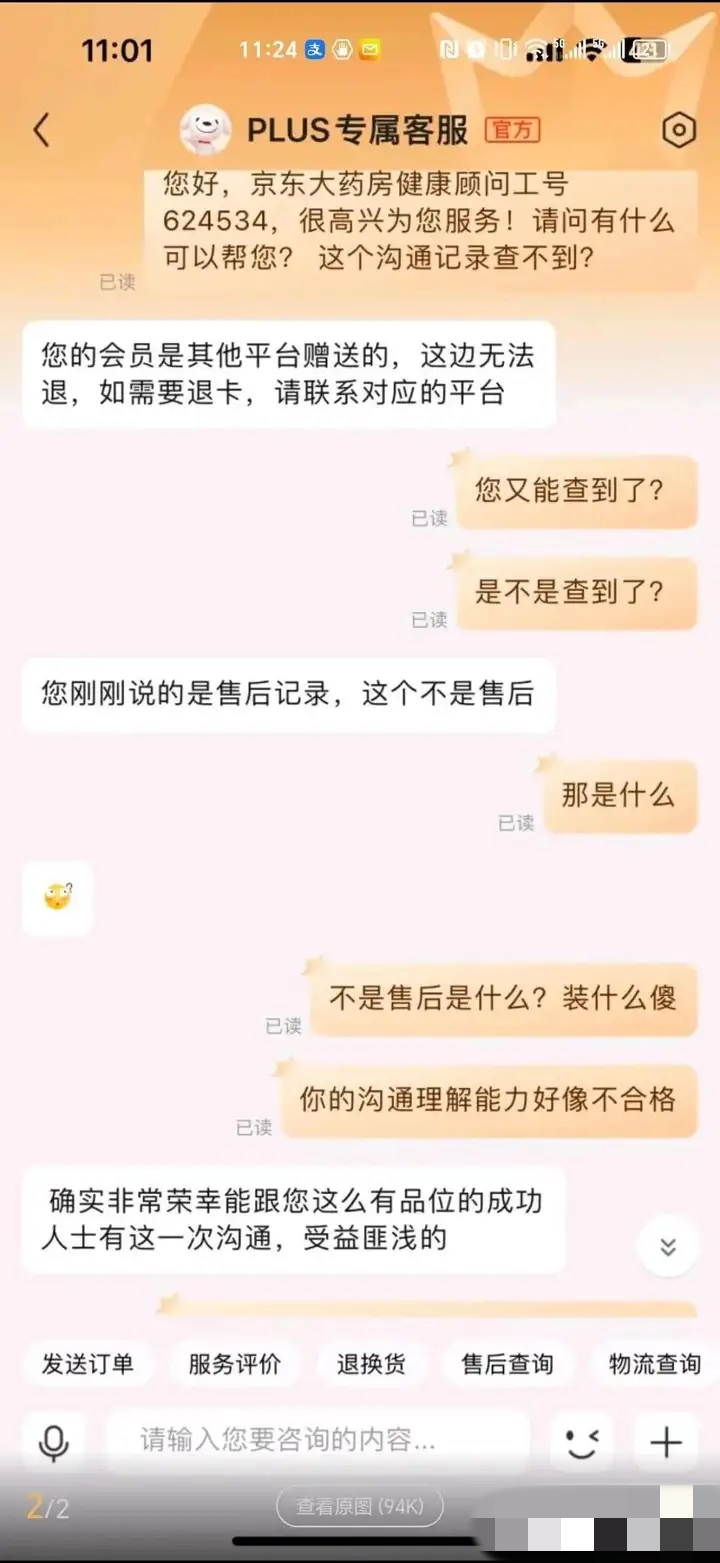 11:01 11:24 支 5G 5G 421
PLUS专属客服 官方
您好，京东大药房健康顾问工号
624534，很高兴为您服务！请问有什么
可以帮您？ 这个沟通记录查不到？
已读
您的会员是其他平台赠送的，这边无法
退，如需要退卡，请联系对应的平台
您又能查到了？
已读
是不是查到了？
已读
您刚刚说的是售后记录，这个不是售后
那是什么
已读
不是售后是什么？装什么傻
已读
你的沟通理解能力好像不合格
已读
确实非常荣幸能跟您这么有品位的成功
人士有这一次沟通，受益匪浅的
发送订单 服务评价 退换货 售后查询 物流查询
请输入您要咨询的内容...
2/2 查看原图 (94K)